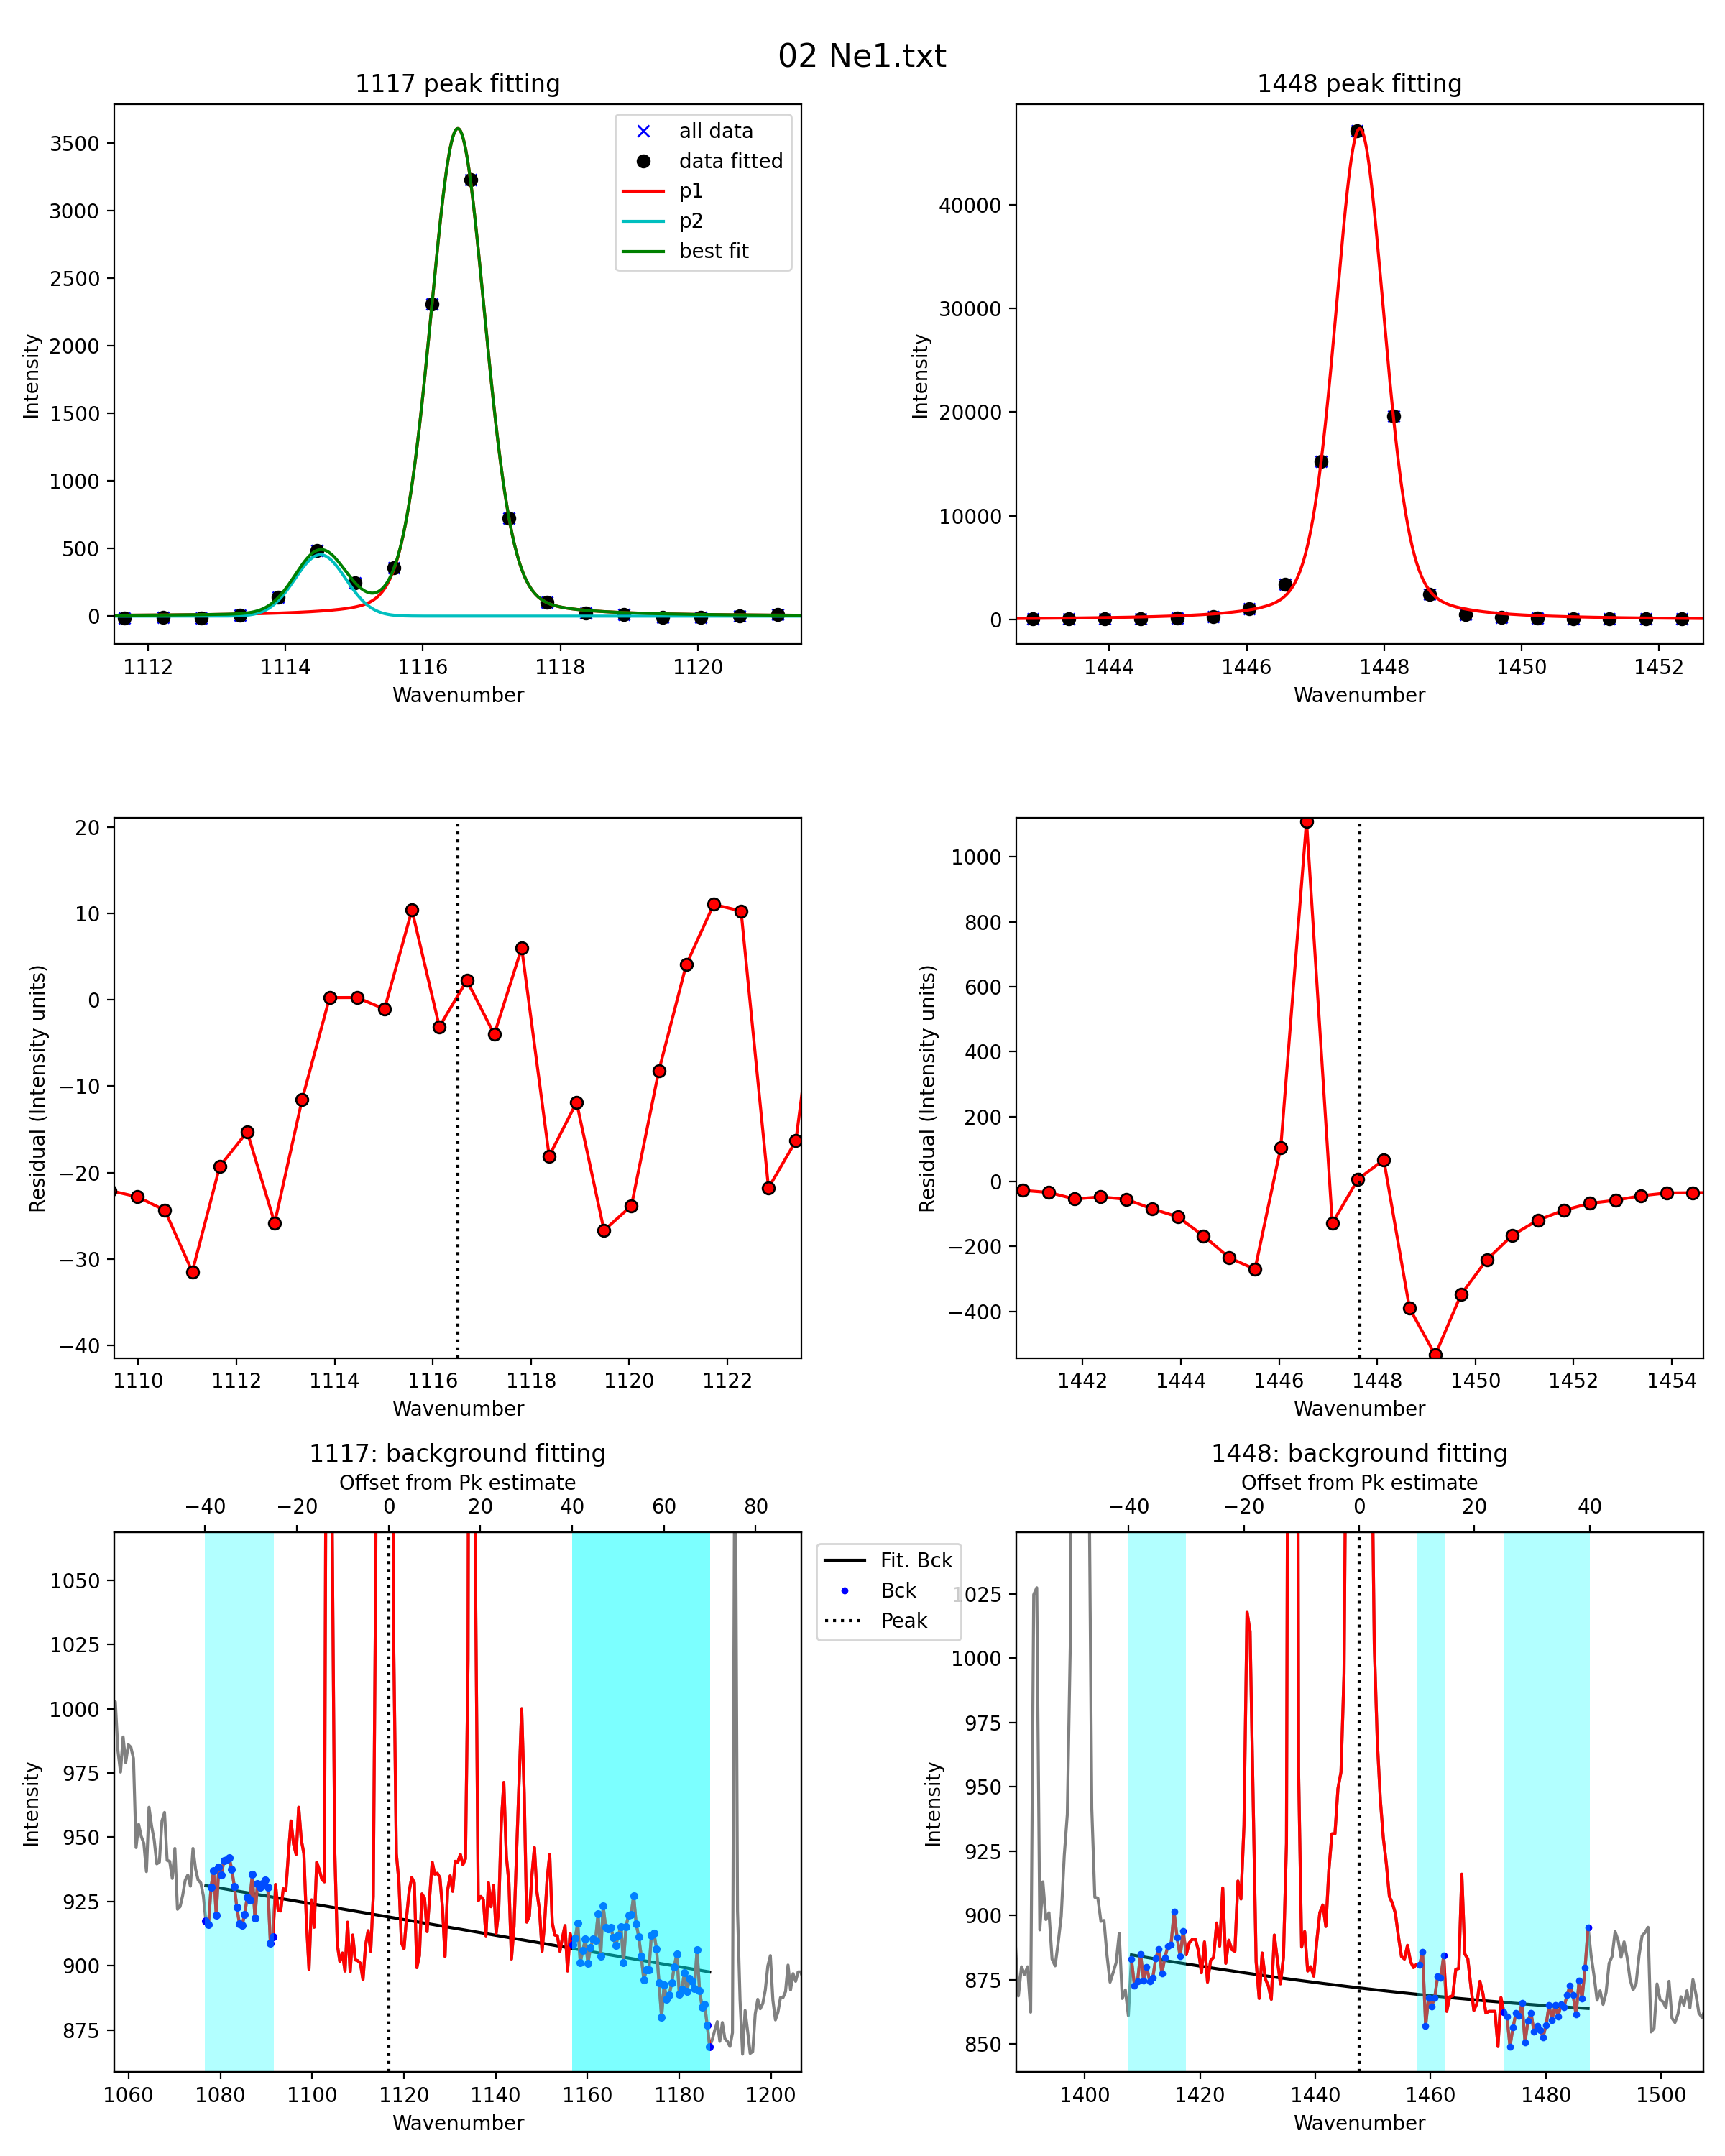 02 Ne1.txt
1117 peak fitting
1448 peak fitting
3500
3000
2500
2000
1500
1000
500
0
Intensity
all data
data fitted
p1
p2
best fit
1112 1114 1116 1118 1120
Wavenumber
40000
30000
20000
10000
0
Intensity
1444 1446 1448 1450 1452
Wavenumber
20
10
0
−10
−20
−30
−40
Residual (Intensity units)
1110 1112 1114 1116 1118 1120 1122
Wavenumber
1000
800
600
400
200
0
−200
−400
Residual (Intensity units)
1442 1444 1446 1448 1450 1452 1454
Wavenumber
1117: background fitting
Offset from Pk estimate
−40 −20 0 20 40 60 80
1050
1025
1000
975
950
925
900
875
Intensity
1060 1080 1100 1120 1140 1160 1180 1200
Wavenumber
Fit. Bck
Bck
Peak
1448: background fitting
Offset from Pk estimate
−40 −20 0 20 40
1025
1000
975
950
925
900
875
850
Intensity
1400 1420 1440 1460 1480 1500
Wavenumber